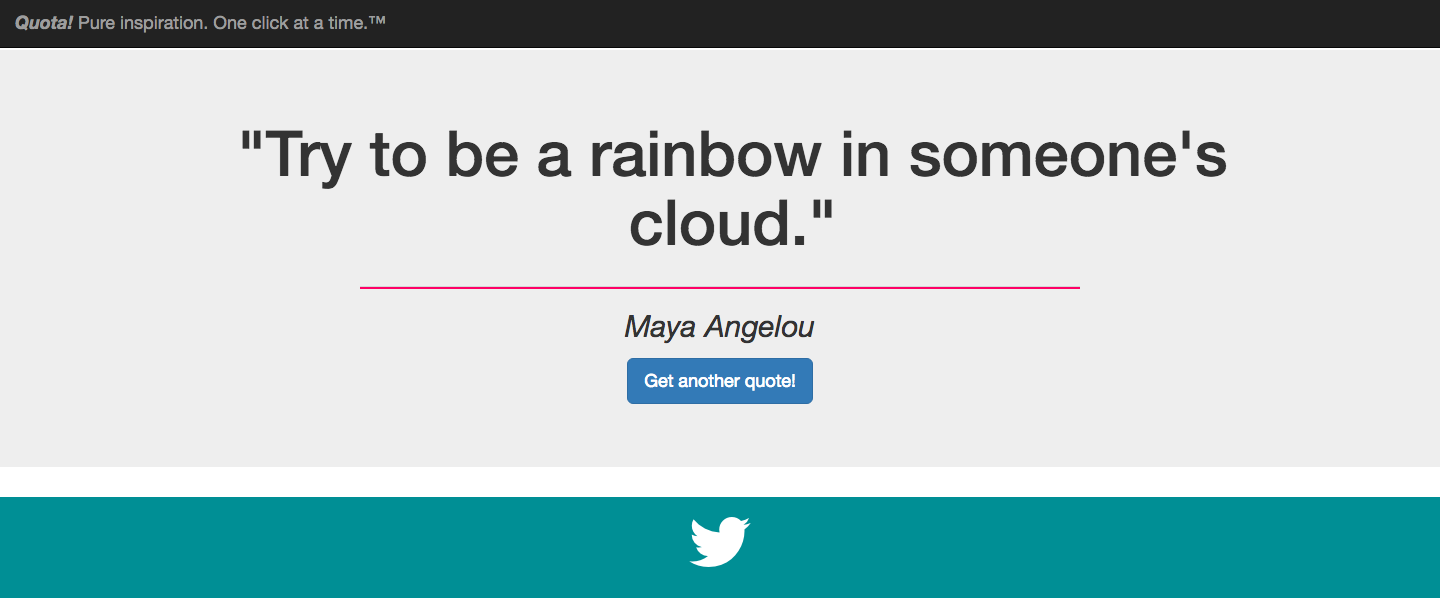 Quota! Pure inspiration. One click at a time.™
"Try to be a rainbow in someone's
cloud."
Maya Angelou
Get another quote!